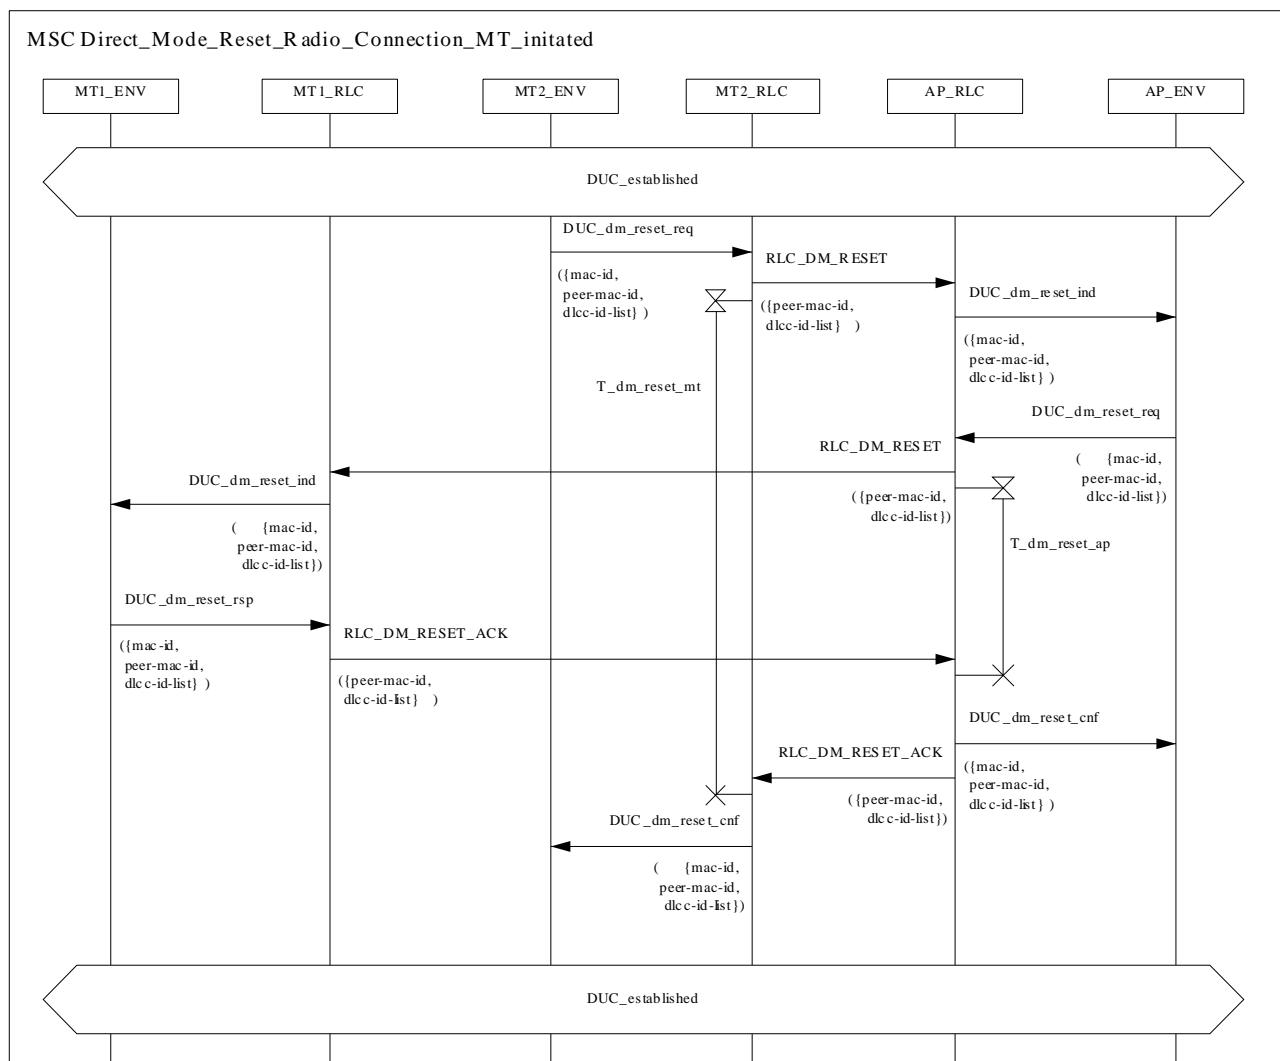 MSC Direct_Mode_Reset_Radio_Connection_MT_initated
MT1_ENV
MT1_RLC
MT2_ENV
MT2_RLC
AP_RLC
AP_ENV
DUC_established
DUC_dm_reset_req
({mac-id,
peer-mac-id,
dlcc-id-list} )
RLC_DM_RESET
({peer-mac-id,
dlcc-id-list} )
DUC_dm_reset_ind
({mac-id,
peer-mac-id,
dlcc-id-list} )
T_dm_reset_mt
DUC_dm_reset_req
( {mac-id,
peer-mac-id,
dlcc-id-list})
RLC_DM_RESET
({peer-mac-id,
dlcc-id-list})
DUC_dm_reset_ind
( {mac-id,
peer-mac-id,
dlcc-id-list})
T_dm_reset_ap
DUC_dm_reset_rsp
({mac-id,
peer-mac-id,
dlcc-id-list} )
RLC_DM_RESET_ACK
({peer-mac-id,
dlcc-id-list} )
DUC_dm_reset_cnf
({mac-id,
peer-mac-id,
dlcc-id-list} )
RLC_DM_RESET_ACK
({peer-mac-id,
dlcc-id-list})
DUC_dm_reset_cnf
( {mac-id,
peer-mac-id,
dlcc-id-list})
DUC_established